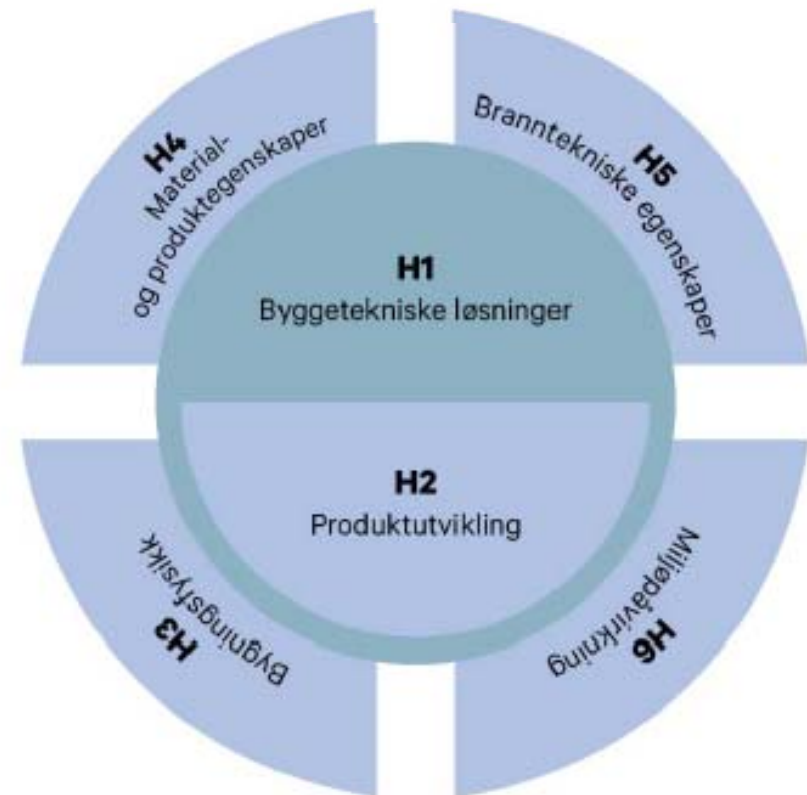 H4
Material-
og produktegenskaper
H5
Branntekniske egenskaper
H1
Byggetekniske løsninger
H2
Produktutvikling
H3
Bygningsfysikk
H6
Miljøpåvirkning